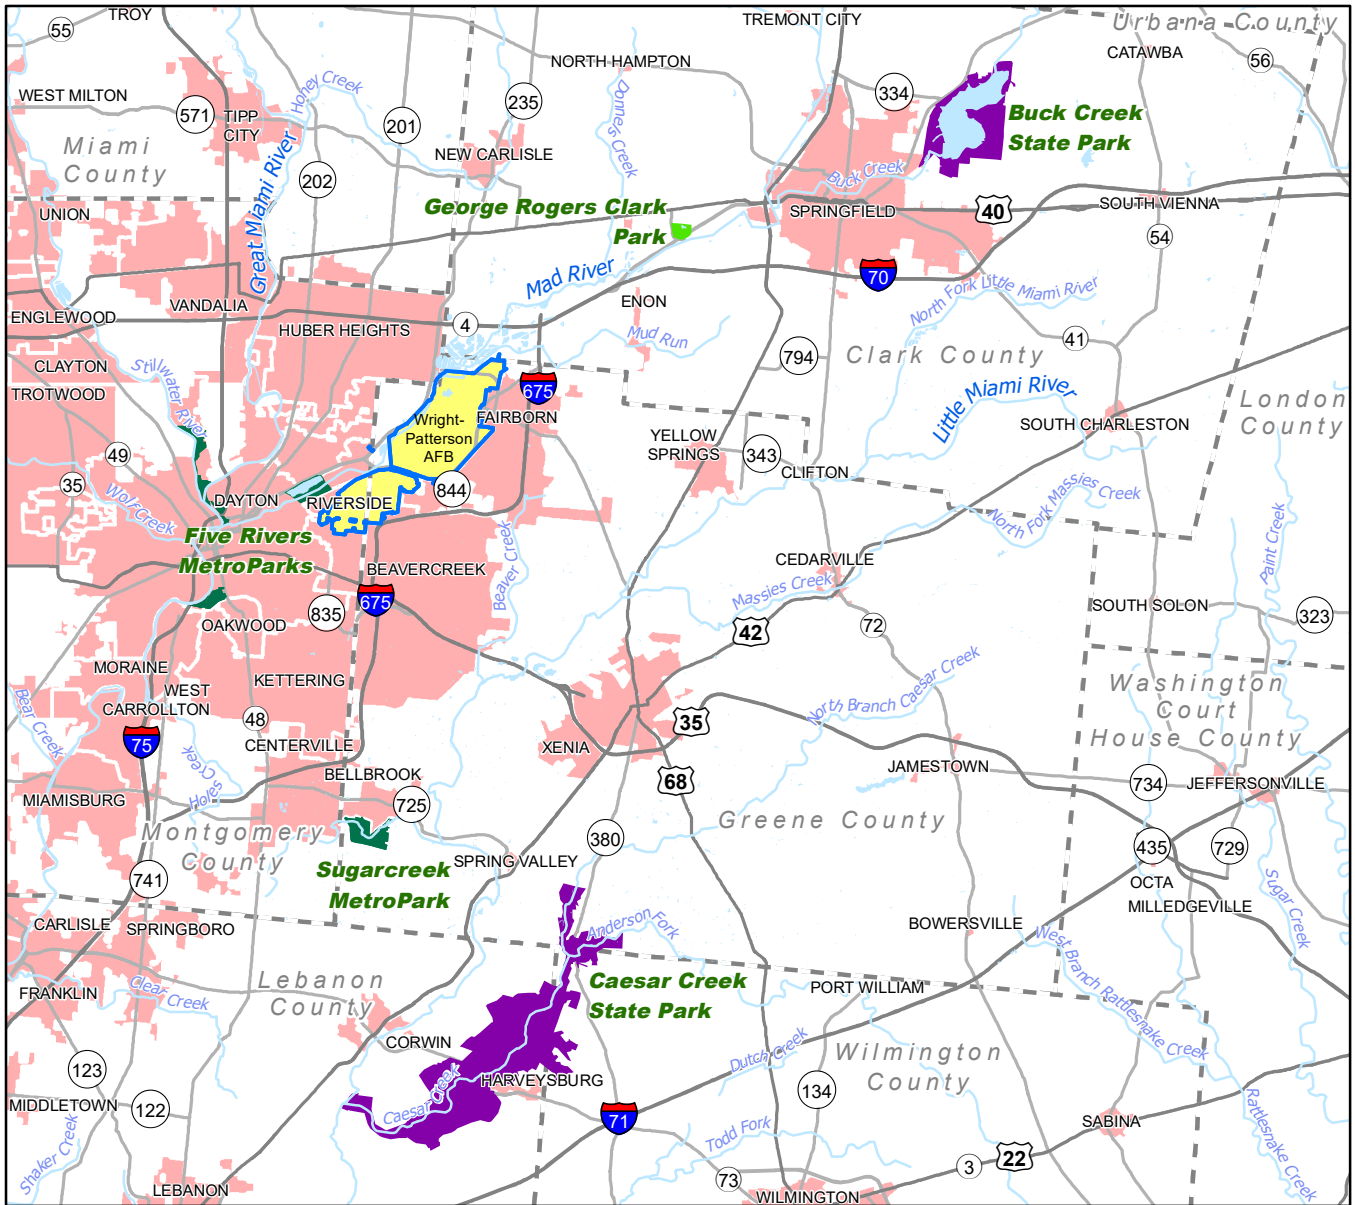 TROY
TREMONT CITY
Urbana County
55
CATAWBA
NORTH HAMPTON
56
Honey Creek
Donnels Creek
WEST MILTON
571
TIPP
CITY
235
334
Buck Creek
State Park
201
Miami
County
NEW CARLISLE
202
Great Miami River
Buck Creek
UNION
George Rogers Clark
Park
SPRINGFIELD
40
SOUTH VIENNA
54
Mad River
70
North Fork Little Miami River
VANDALIA
ENGLEWOOD
HUBER HEIGHTS
4
ENON
Mud Run
41
794
Clark County
CLAYTON
Stillwater River
TROTWOOD
675
Little Miami River
London
County
Wright-
Patterson
AFB
FAIRBORN
SOUTH CHARLESTON
YELLOW
SPRINGS
343
CLIFTON
49
35
844
Wolf Creek
DAYTON
RIVERSIDE
North Fork Massies Creek
Paint Creek
Five Rivers
MetroParks
Beaver Creek
CEDARVILLE
BEAVERCREEK
Massies Creek
675
835
OAKWOOD
42
72
SOUTH SOLON
323
MORAINE
WEST
CARROLLTON
KETTERING
North Branch Caesar Creek
Washington
Court
House County
Bear Creek
48
35
75
CENTERVILLE
XENIA
Holes Creek
BELLBROOK
68
JAMESTOWN
734
JEFFERSONVILLE
MIAMISBURG
725
Montgomery
County
380
Greene County
435
729
741
Sugarcreek
MetroPark
SPRING VALLEY
OCTA
MILLEDGEVILLE
Sugar Creek
CARLISLE
SPRINGBORO
Anderson Fork
BOWERSVILLE
West Branch Rattlesnake Creek
Lebanon
County
Caesar Creek
State Park
FRANKLIN
Clear Creek
PORT WILLIAM
CORWIN
Dutch Creek
Wilmington
County
123
HARVEYSBURG
Caesar Creek
134
MIDDLETOWN
122
71
Todd Fork
SABINA
Rattlesnake Creek
Shaker Creek
22
3
73
LEBANON
WILMINGTON